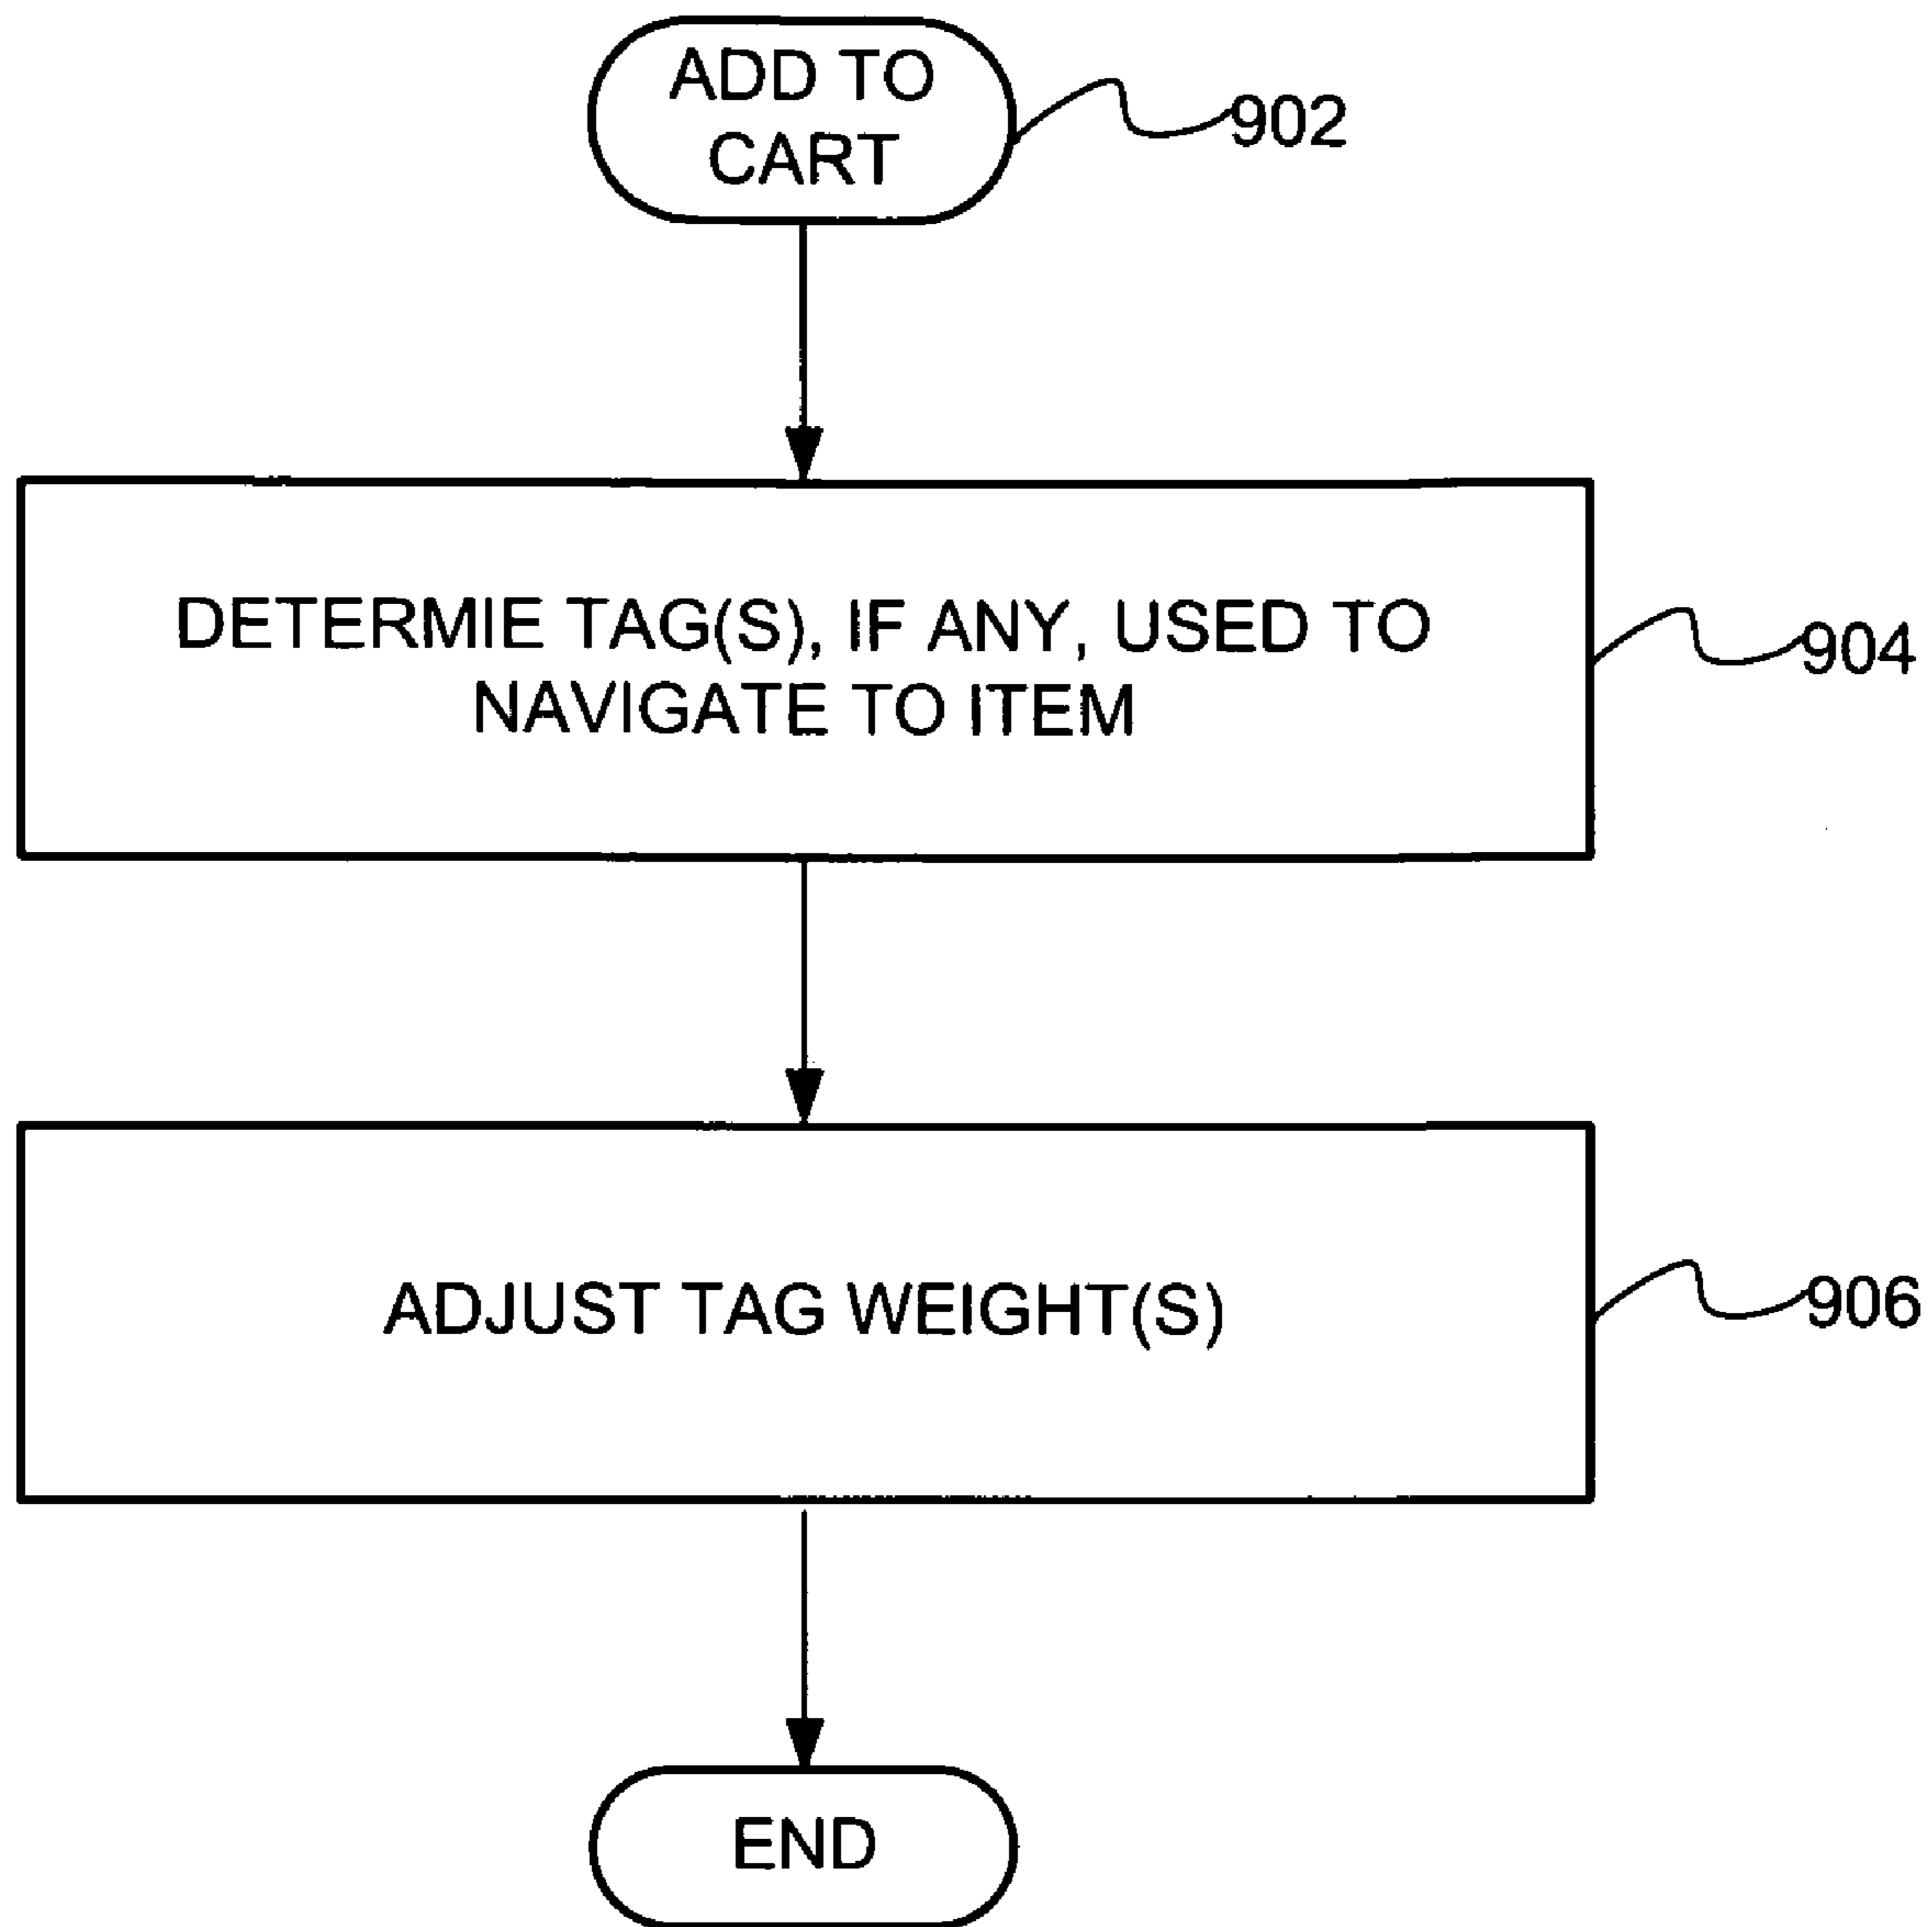 ADD TO
CART
902
DETERMIE TAG(S), IF ANY, USED TO
NAVIGATE TO ITEM
904
ADJUST TAG WEIGHT(S)
906
END